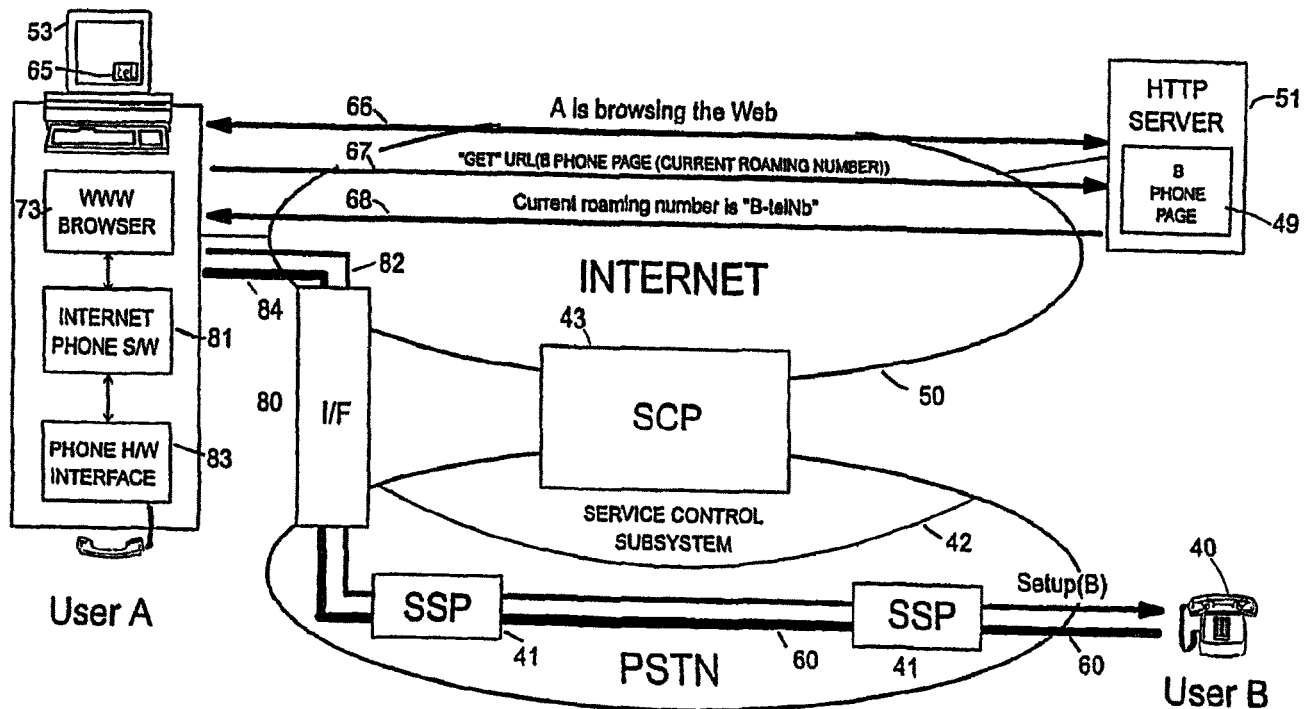 53
65
tel
66
A is browsing the Web
67
"GET" URL(B PHONE PAGE (CURRENT ROAMING NUMBER))
68
Current roaming number is "B-telNb"
HTTP
SERVER
51
B
PHONE
PAGE
49
73
WWW
BROWSER
82
84
INTERNET
INTERNET
PHONE S/W
81
43
80
I/F
SCP
50
PHONE H/W
INTERFACE
83
SERVICE CONTROL
SUBSYSTEM
42
40
Setup(B)
User A
SSP
SSP
41
60
41
60
PSTN
User B